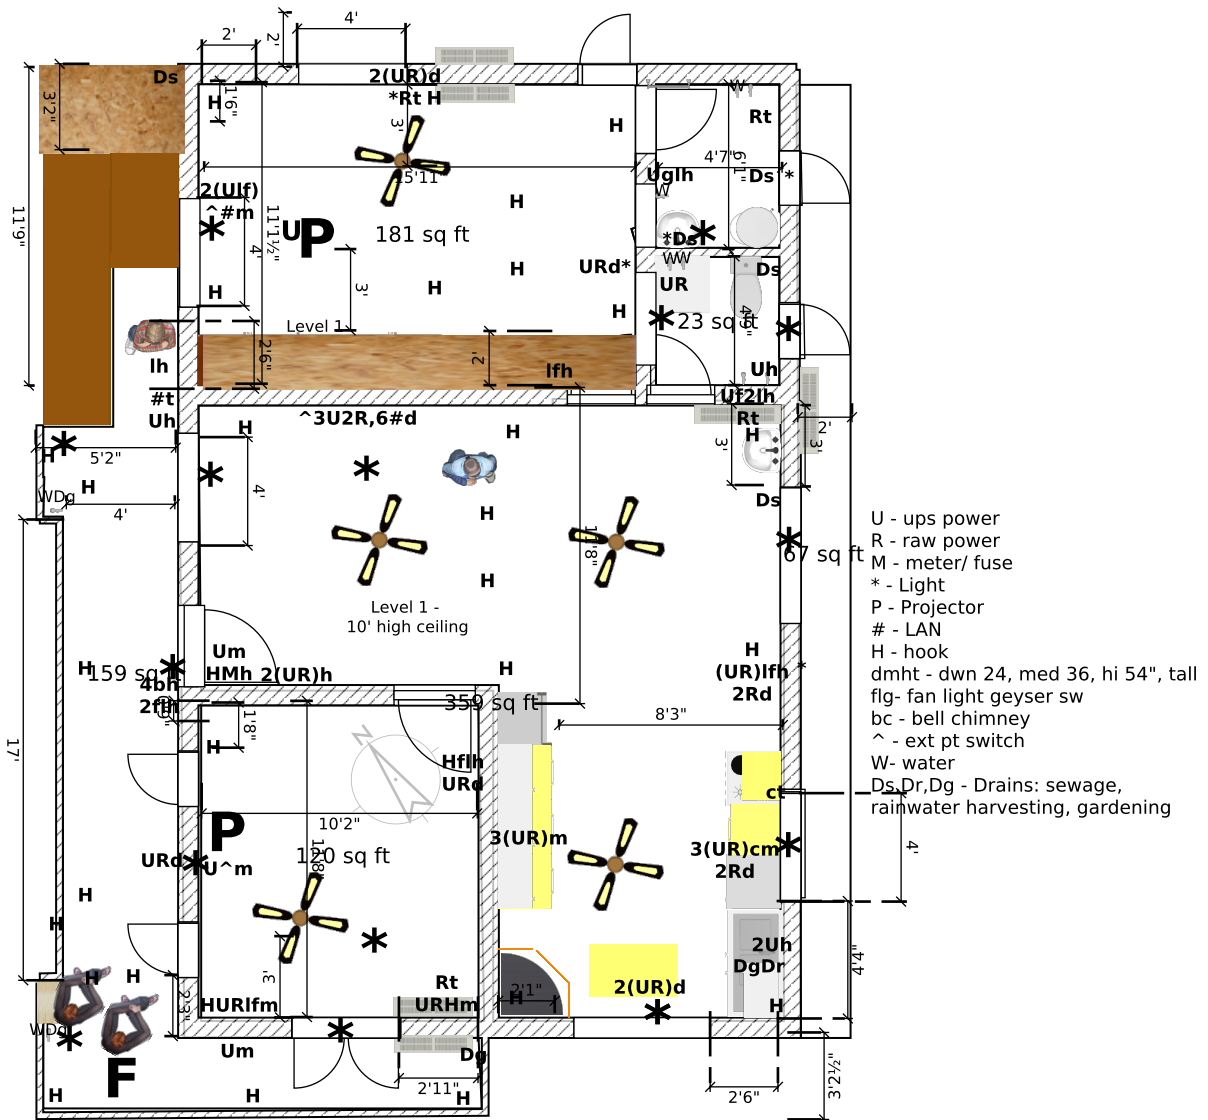 4'
2'
2'
Ds
2(UR)d
*Rt H
H
1'6"
3'2"
3'
H
W
Rt
15'11"
4'7"
6'1"
Uglh
Ds
*
2(Ulf)
^#m
W
H
11'9"
11'1½"
4'
U
P
181 sq ft
*
*
*Ds
WW
URd*
H
Ds
UR
H
H
3'
H
*
23 sq ft
*
Level 1
2'6"
2'
lh
lfh
Uh
#t
Uh
Uf2lh
Rt
^3U2R,6#d
H
H
H
2'
*
H
5'2"
*
*
3'
3'
H
WDg
4'
4'
Ds
H
11'8"
*
67 sq ft
H
Level 1 -
10' high ceiling
U - ups power
R - raw power
M - meter/ fuse
* - Light
P - Projector
# - LAN
H - hook
dmht - dwn 24, med 36, hi 54", tall
flg- fan light geyser sw
bc - bell chimney
^ - ext pt switch
W- water
Ds,Dr,Dg - Drains: sewage,
rainwater harvesting, gardening
Um
HMh
2(UR)h
H
H
(UR)lfh
*
2Rd
H
159 sq ft
*
4bh
2flh
359 sq ft
8'3"
1'8"
H
N
Hflh
URd
17'
ct
10'2"
P
3(UR)m
3(UR)cm
2Rd
*
4'
120 sq ft
URd
*
U^m
H
H
*
3'
2Uh
DgDr
4'4"
H
H
2'3"
HURlfm
Rt
URHm
2'1"
H
2(UR)d
*
H
WDg
*
*
Um
Dg
F
2'11"
2'6"
3'2½"
H
H
H